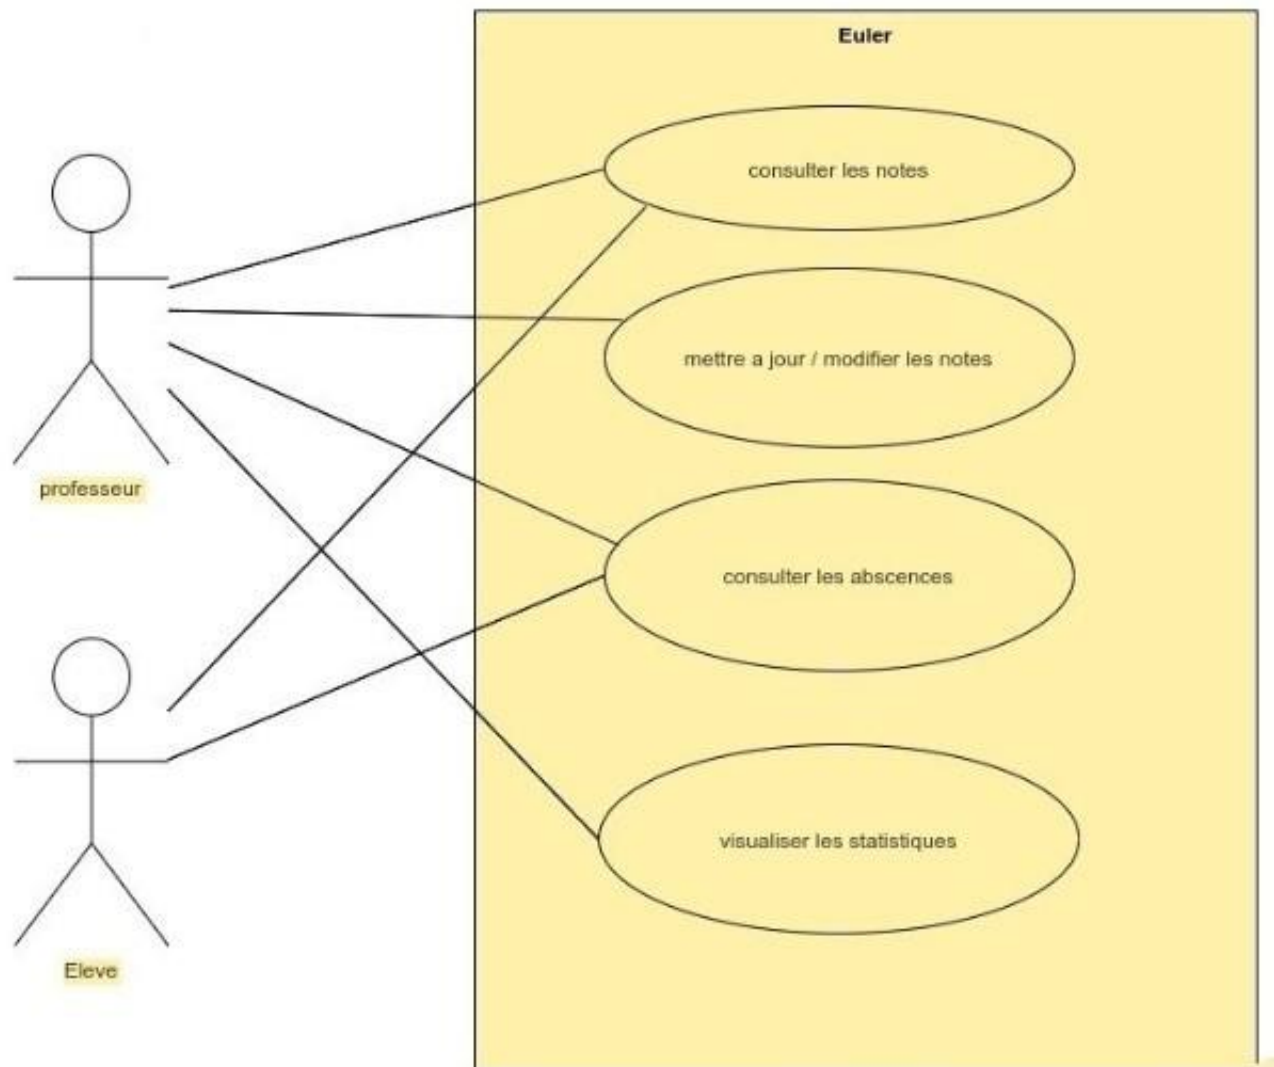 Euler
consulter les notes
mettre a jour / modifier les notes
professeur
consulter les abscences
visualiser les statistiques
Eleve